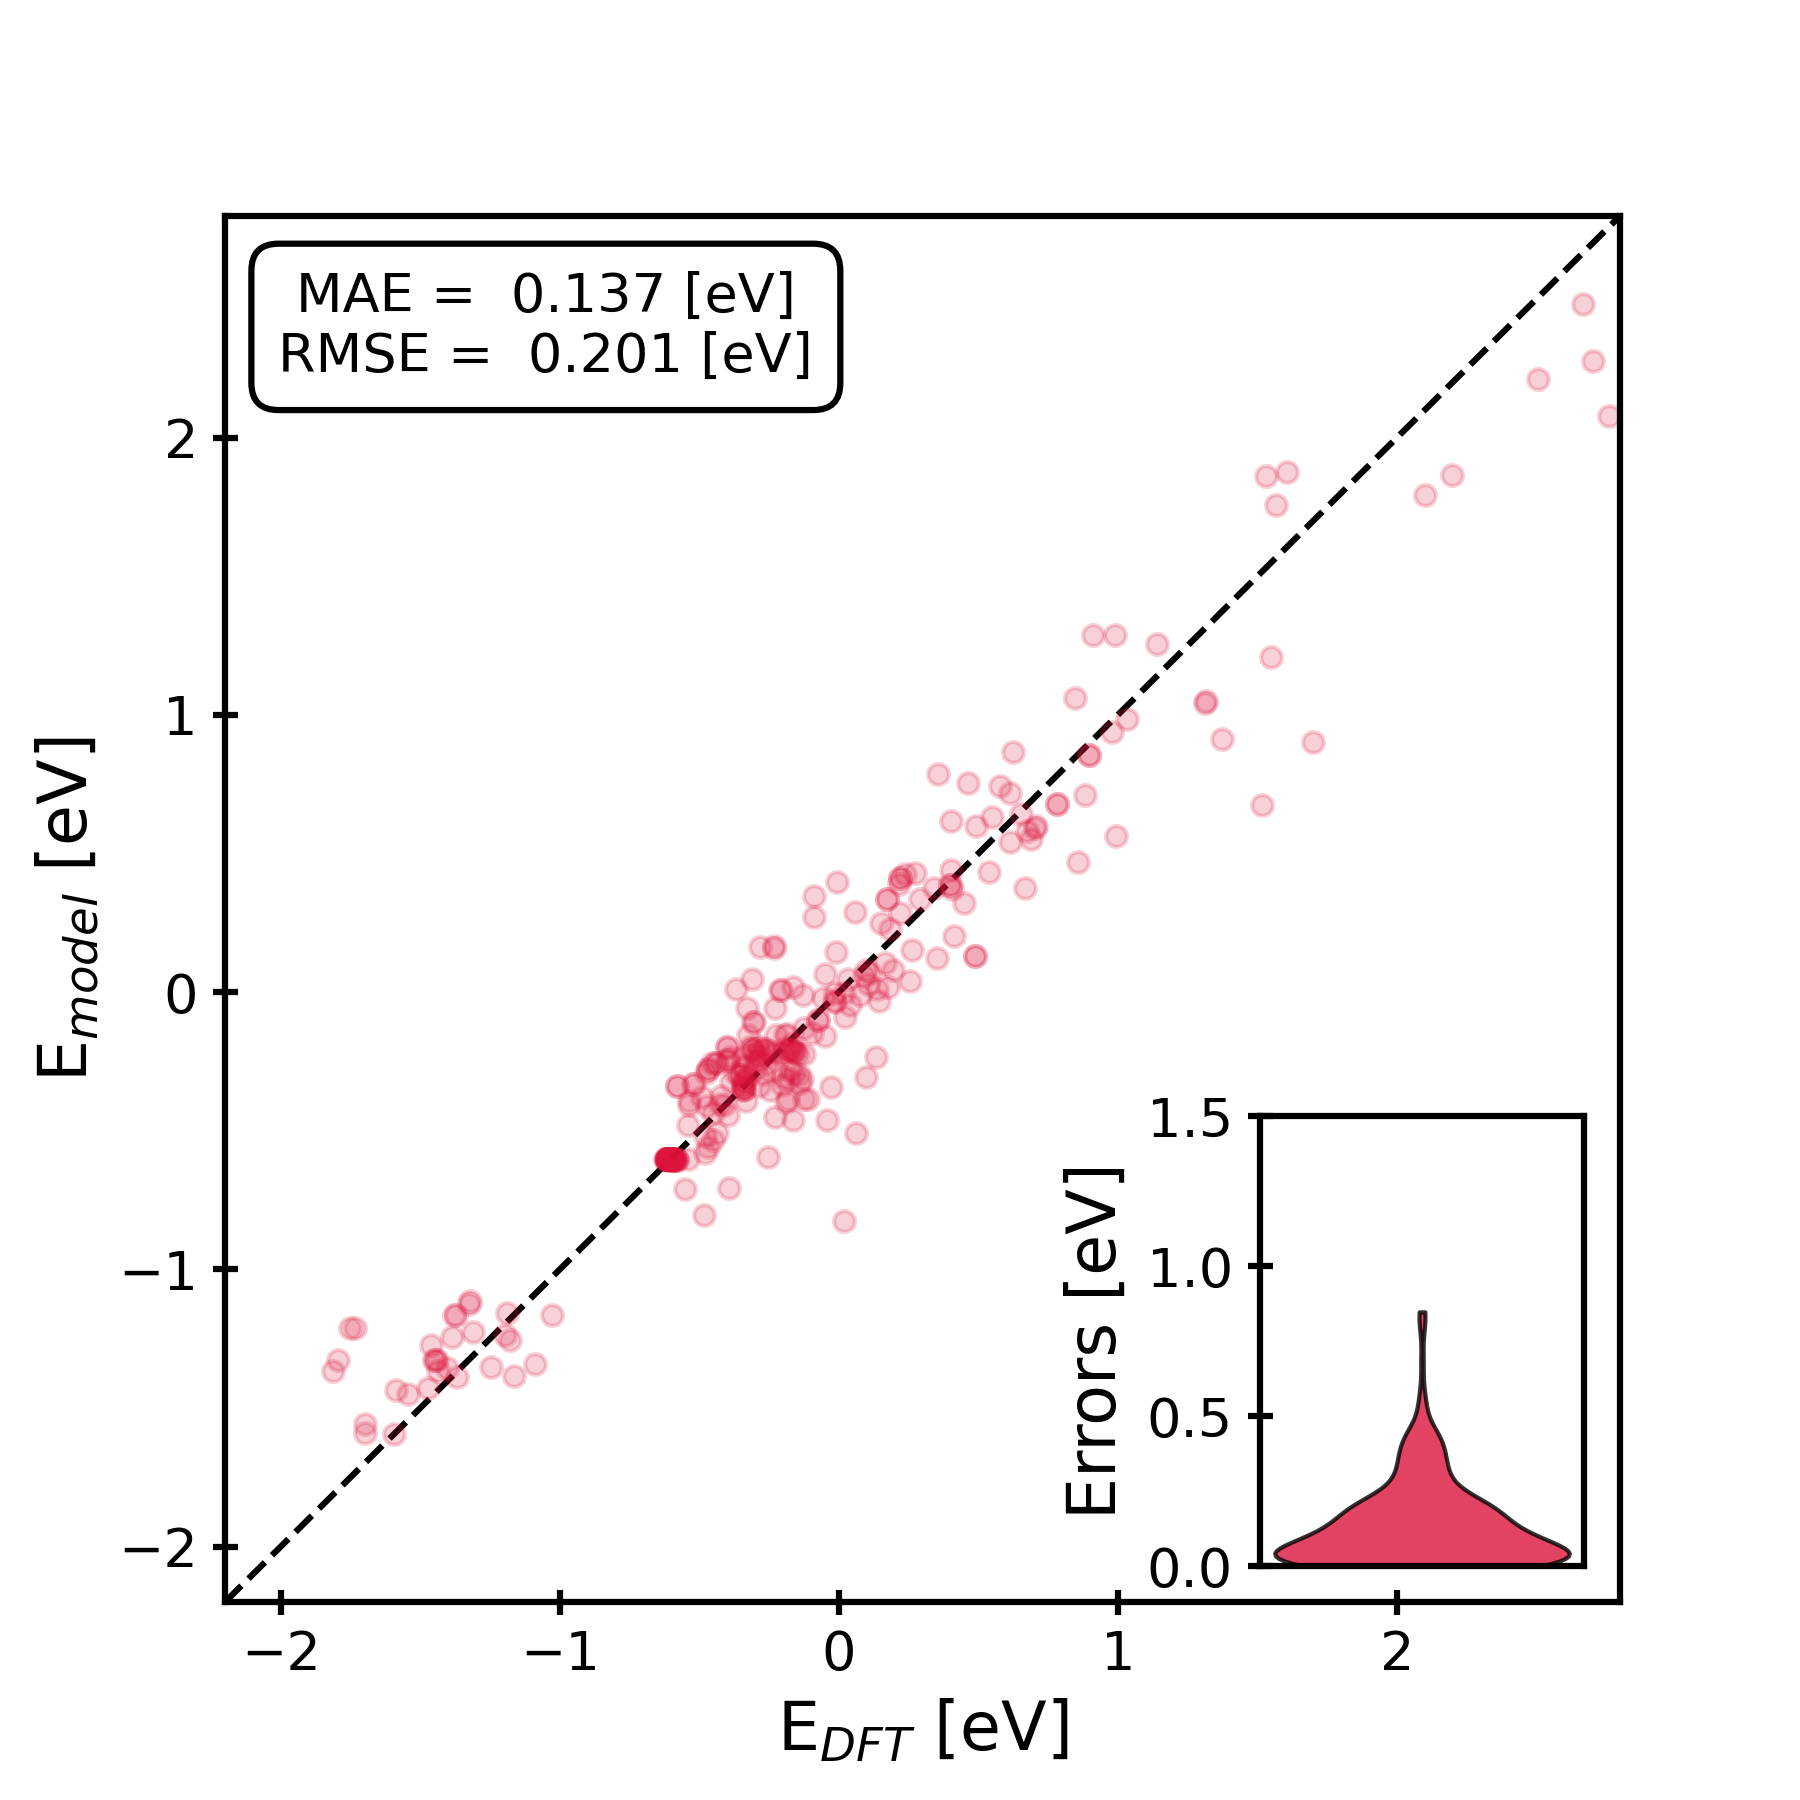 MAE =  0.137 [eV]
RMSE =  0.201 [eV]
2
1
0
−1
−2
E_model [eV]
1.5
1.0
0.5
0.0
Errors [eV]
−2 −1 0 1 2
E_DFT [eV]